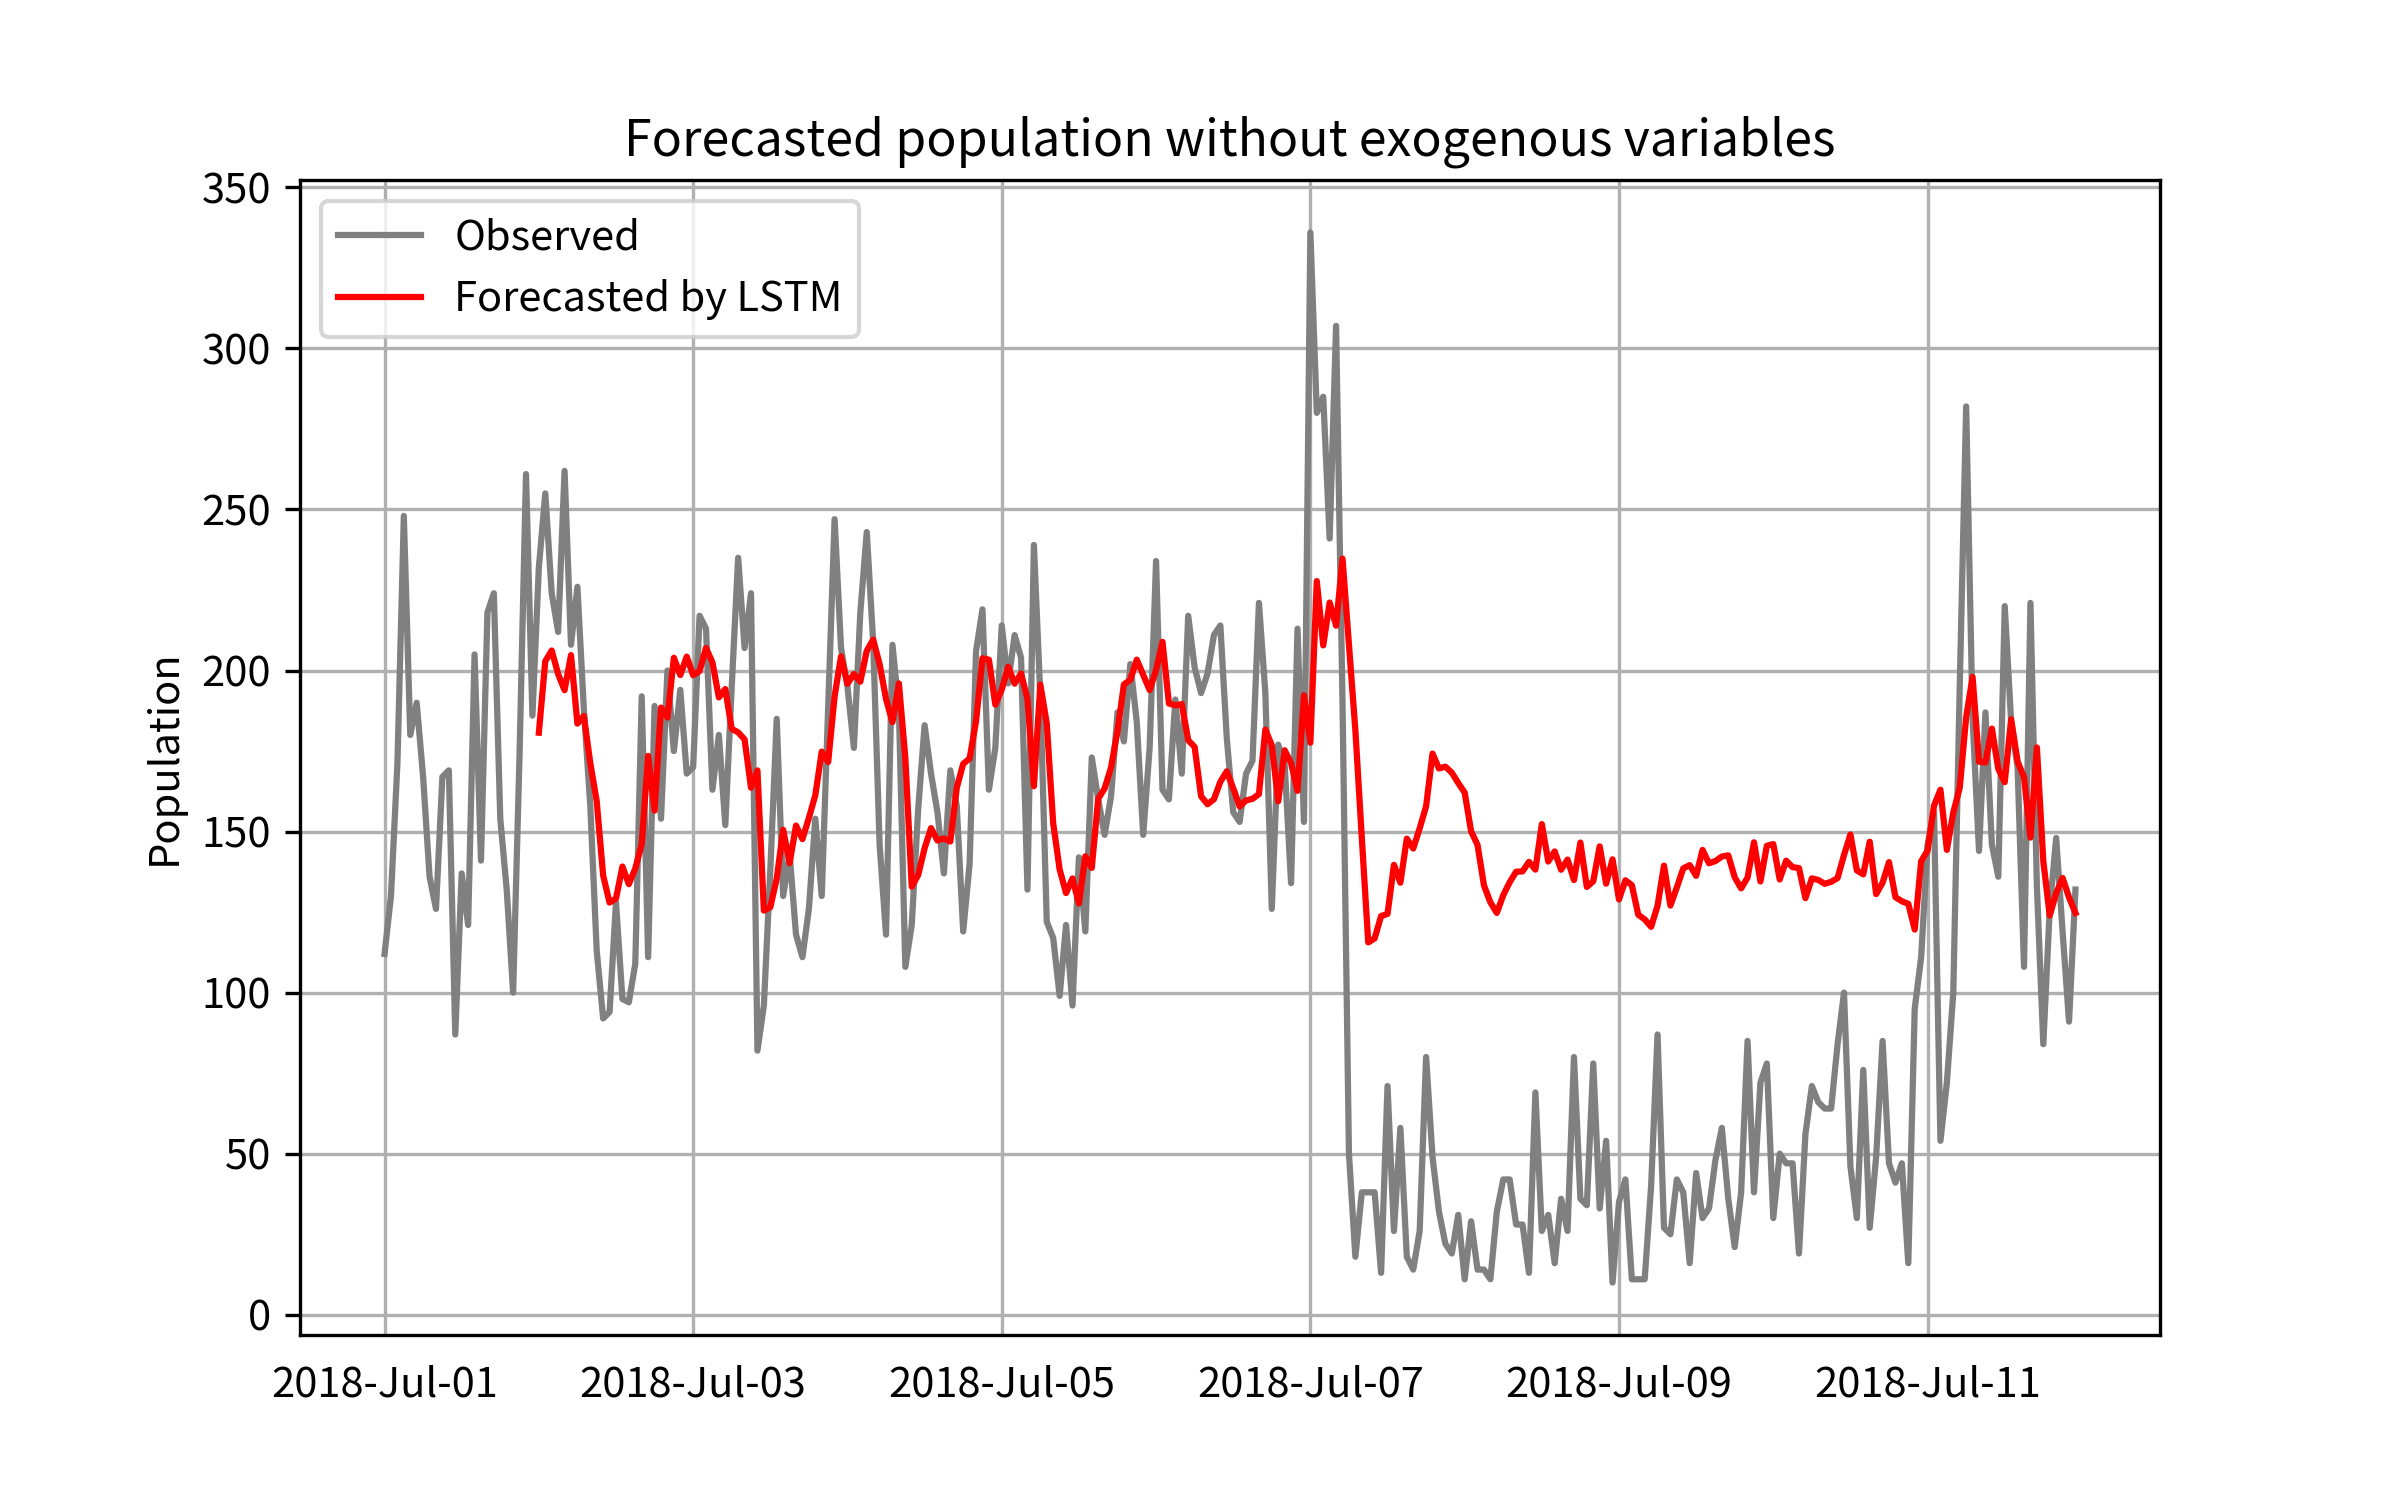 Forecasted population without exogenous variables
Observed
Forecasted by LSTM
Population
350
300
250
200
150
100
50
0
2018-Jul-01 2018-Jul-03 2018-Jul-05 2018-Jul-07 2018-Jul-09 2018-Jul-11